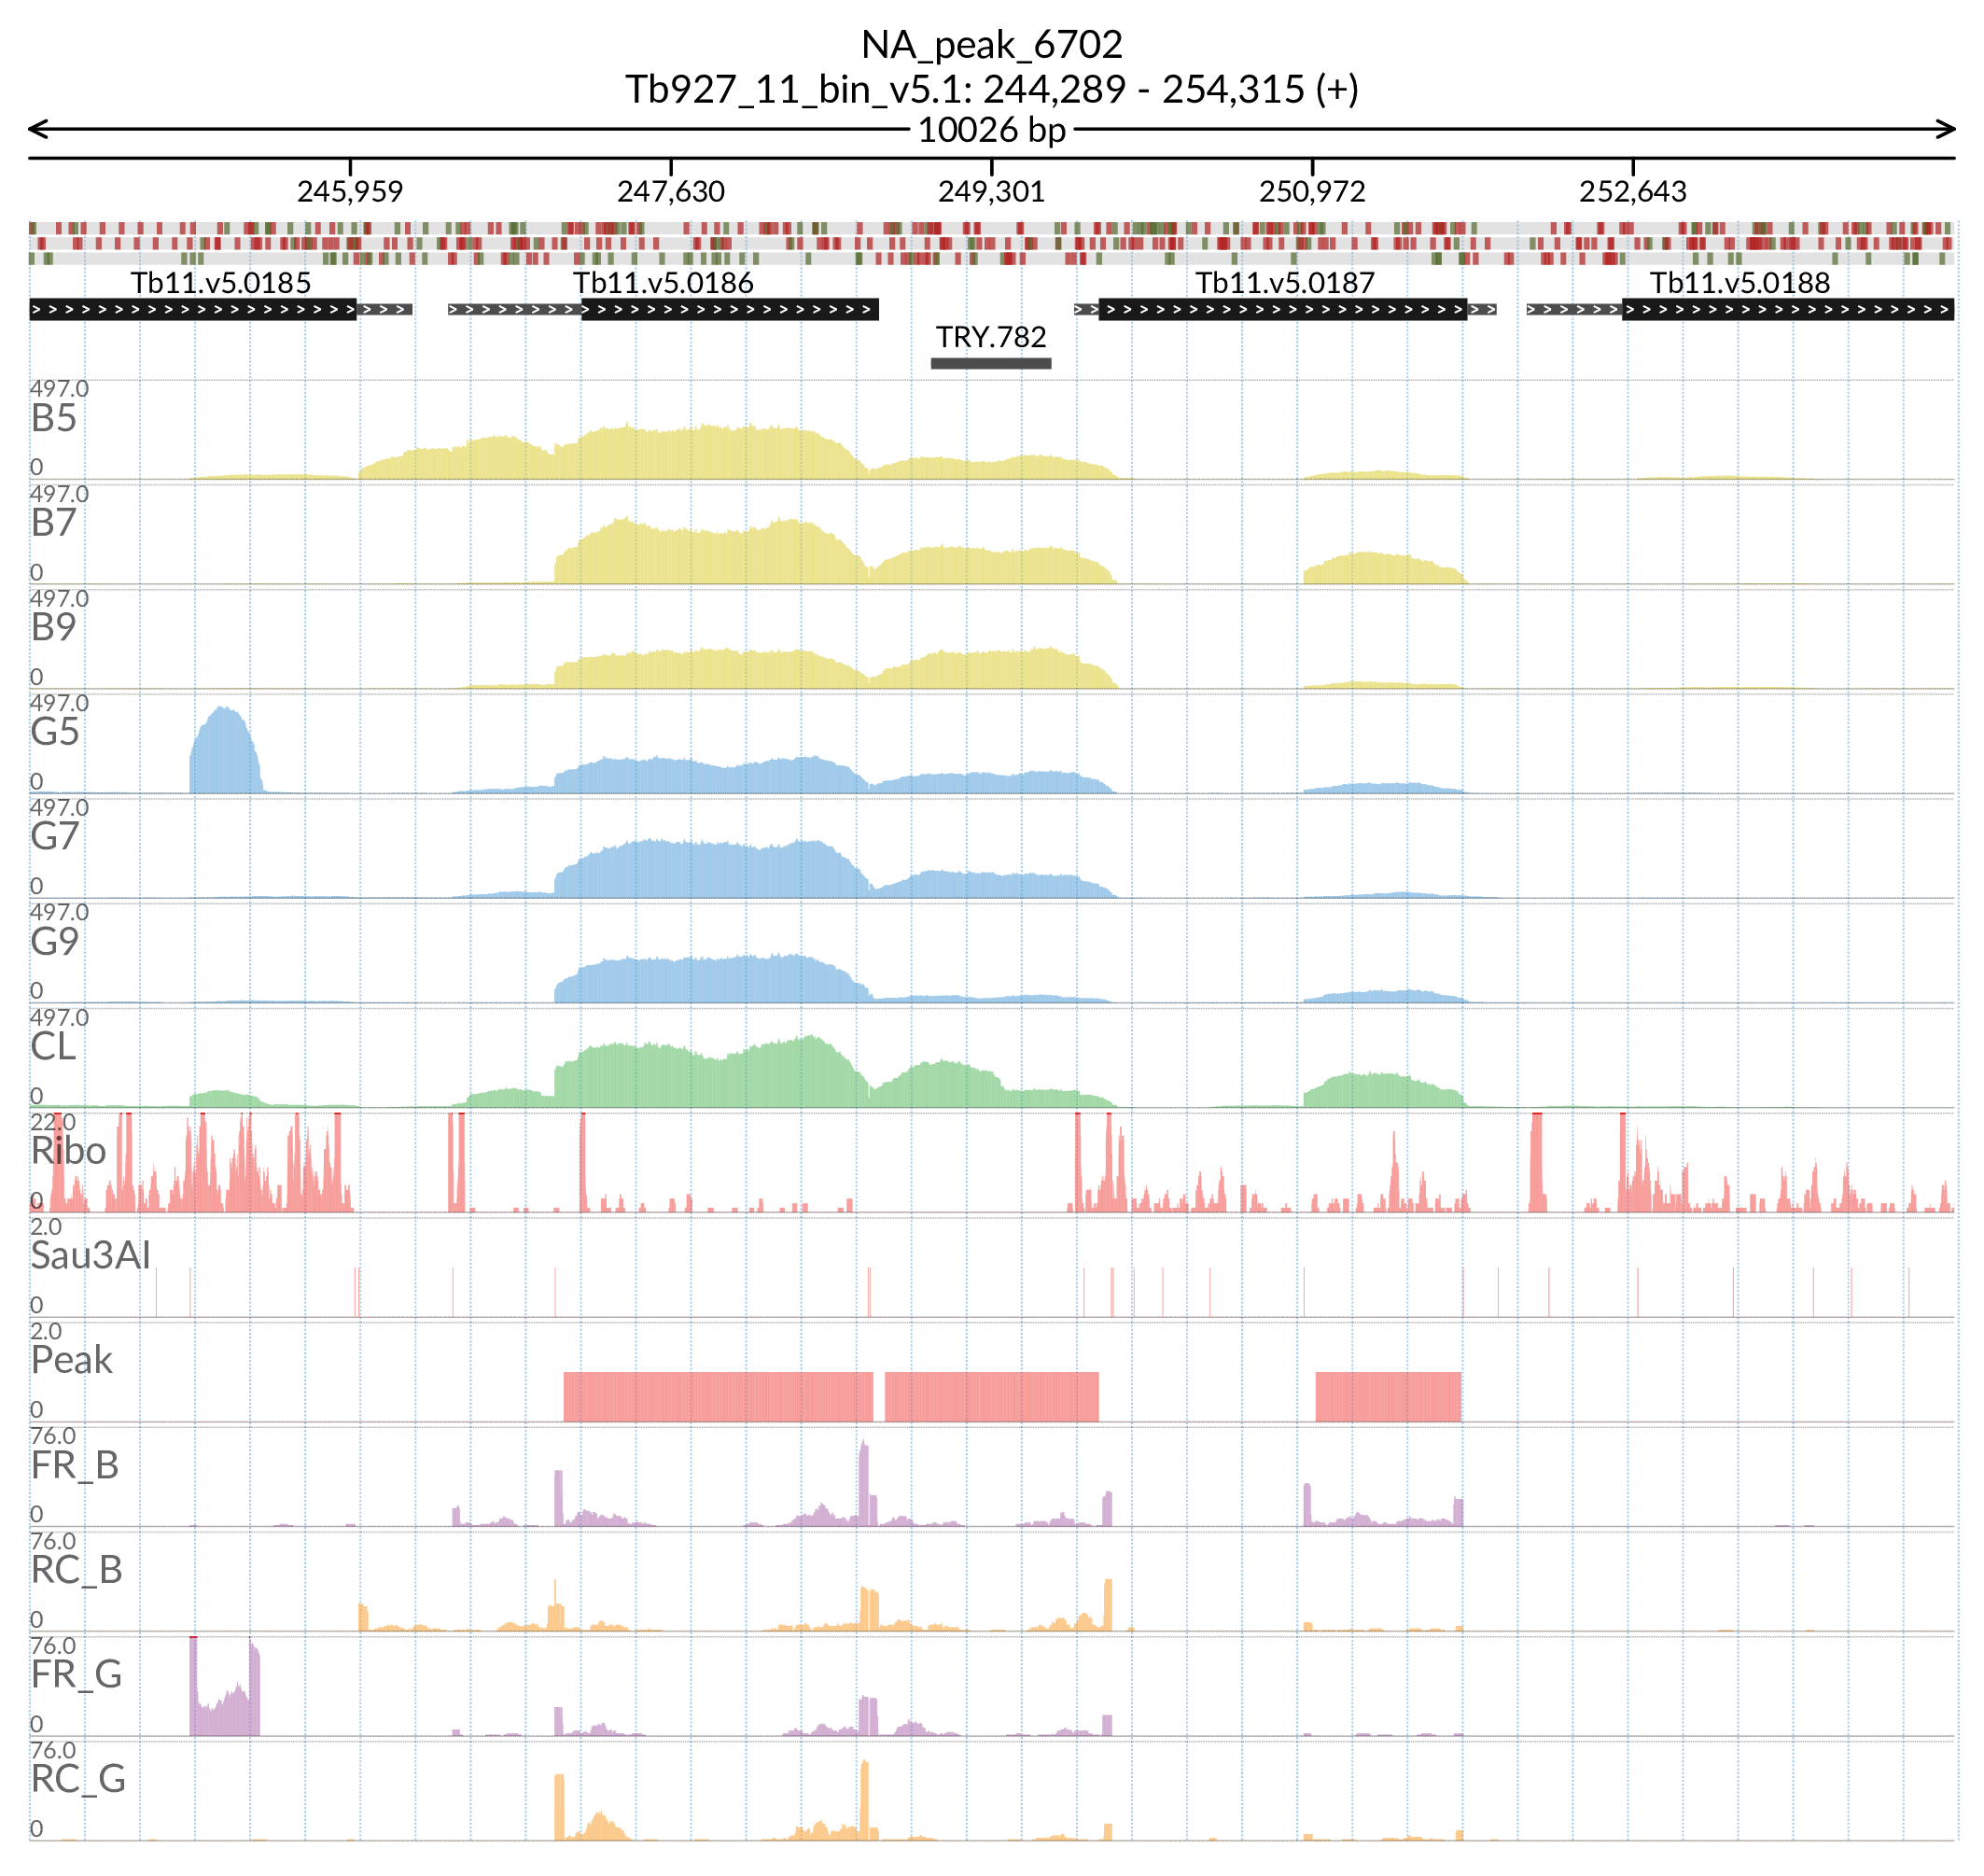 NA_peak_6702
Tb927_11_bin_v5.1: 244,289 - 254,315 (+)
10026 bp
245,959 247,630 249,301 250,972 252,643
Tb11.v5.0185 Tb11.v5.0186 Tb11.v5.0187 Tb11.v5.0188
TRY.782
497.0
B5
0
497.0
B7
0
497.0
B9
0
497.0
G5
0
497.0
G7
0
497.0
G9
0
497.0
CL
0
22.0
Ribo
0
2.0
Sau3AI
0
2.0
Peak
0
76.0
FR_B
0
76.0
RC_B
0
76.0
FR_G
0
76.0
RC_G
0